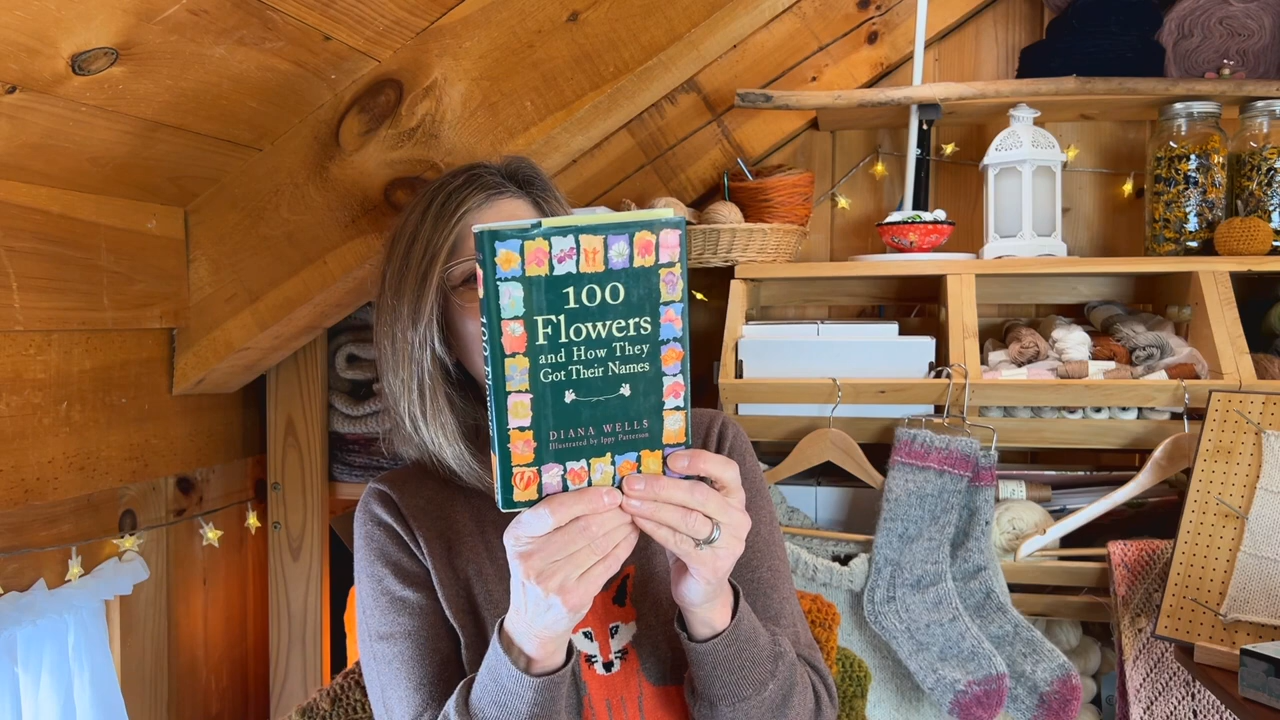 100
Flowers
and How They
Got Their Names
DIANA WELLS
Illustrated by Ippy Patterson